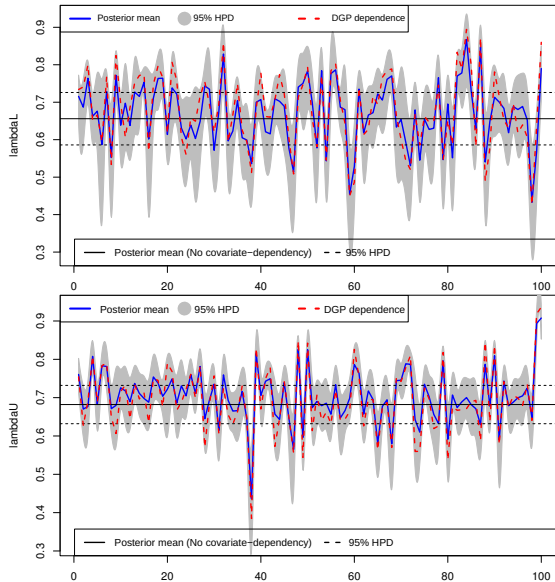 Posterior mean 95% HPD DGP dependence
0.9
0.8
0.7
0.6
0.5
0.4
0.3
lambdaL
Posterior mean (No covariate−dependency) 95% HPD
0 20 40 60 80 100
Posterior mean 95% HPD DGP dependence
0.9
0.8
0.7
0.6
0.5
0.4
0.3
lambdaU
Posterior mean (No covariate−dependency) 95% HPD
0 20 40 60 80 100